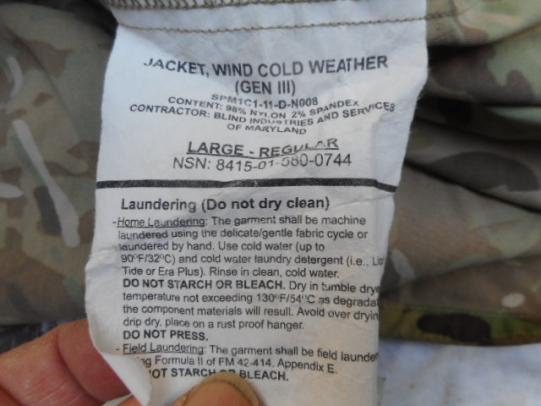 JACKET, WIND COLD WEATHER
(GEN III)
SPM1C1-11-D-N008
CONTENT: 98% NYLON 2% SPANDEX
CONTRACTOR: BLIND INDUSTRIES AND SERVICES
OF MARYLAND
LARGE - REGULAR
NSN: 8415-01-580-0744
Laundering (Do not dry clean)
-Home Laundering: The garment shall be machine
laundered using the delicate/gentle fabric cycle or
laundered by hand. Use cold water (up to
90°F/32°C) and cold water laundry detergent (i.e.,
Tide or Era Plus). Rinse in clean, cold water.
DO NOT STARCH OR BLEACH. Dry in tumble drye
temperature not exceeding 130°F/54°C as degradat
the component materials will result. Avoid over drying
drip dry, place on a rust proof hanger.
DO NOT PRESS.
- Field Laundering: The garment shall be field launder
Formula II of FM 42-414, Appendix E.
NOT STARCH OR BLEACH.